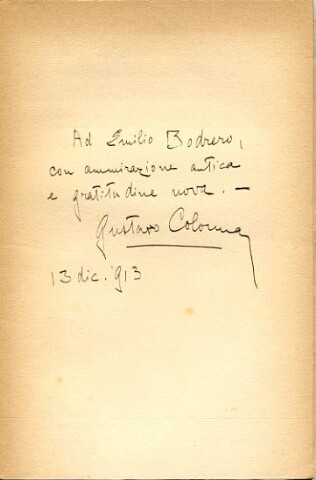 Ad Emilio Bodrero,
con ammirazione antica
e gratitudine nova. —
Gustavo Colonna
13 dic. '913